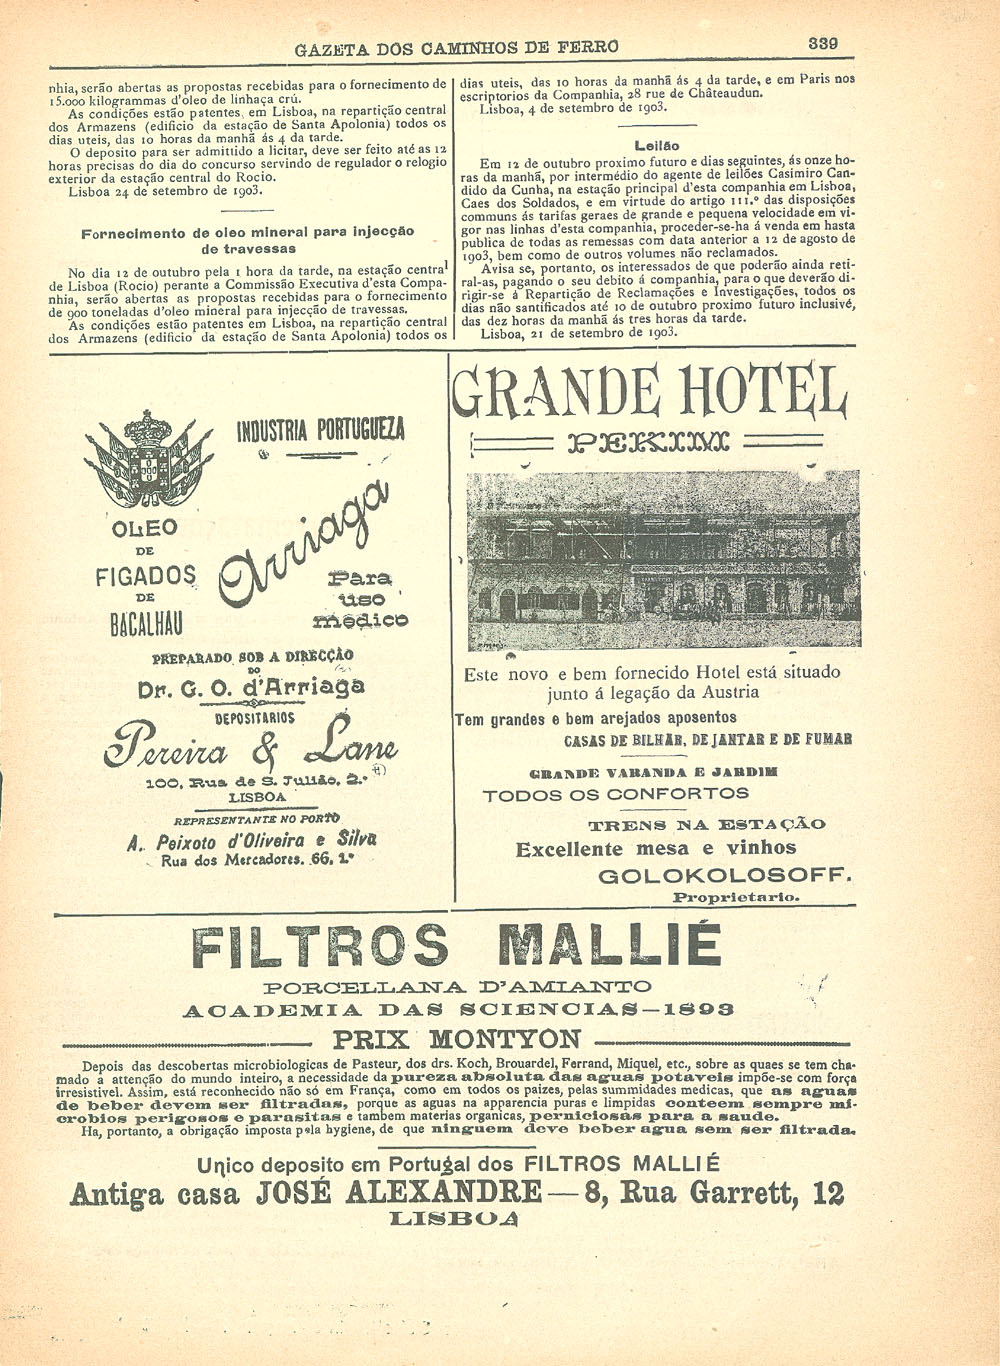 GAZETA DOS CAMINHOS DE FERRO
339
nhia, serão abertas as propostas recebidas para o fornecimento de
15.000 kilogrammas d'oleo de linhaça crú.
As condições estão patentes, em Lisboa, na repartição central
dos Armazens (edificio da estação de Santa Apolonia) todos os
dias uteis, das 10 horas da manhã ás 4 da tarde.
O deposito para ser admittido a licitar, deve ser feito até as 12
horas precisas do dia do concurso servindo de regulador o relogio
exterior da estação central do Rocio.
Lisboa 24 de setembro de 1903.
Fornecimento de oleo mineral para injecção
de travessas
No dia 12 de outubro pela 1 hora da tarde, na estação central
de Lisboa (Rocio) perante a Commissão Executiva d'esta Compa-
nhia, serão abertas as propostas recebidas para o fornecimento
de 900 toneladas d'oleo mineral para injecção de travessas.
As condições estão patentes em Lisboa, na repartição central
dos Armazens (edificio da estação de Santa Apolonia) todos os
dias uteis, das 10 horas da manhã ás 4 da tarde, e em Paris nos
escriptorios da Companhia, 28 rue de Châteaudun.
Lisboa, 4 de setembro de 1903.
Leilão
Em 12 de outubro proximo futuro e dias seguintes, ás onze ho-
ras da manhã, por intermédio do agente de leilões Casimiro Can-
dido da Cunha, na estação principal d'esta companhia em Lisboa,
Caes dos Soldados, e em virtude do artigo 111.º das disposições
communs ás tarifas geraes de grande e pequena velocidade em vi-
gor nas linhas d'esta companhia, proceder-se-ha á venda em hasta
publica de todas as remessas com data anterior a 12 de agosto de
1903, bem como de outros volumes não reclamados.
Avisa se, portanto, os interessados de que poderão ainda reti-
ral-as, pagando o seu debito á companhia, para o que deverão di-
rigir-se á Repartição de Reclamações e Investigações, todos os
dias não santificados até 10 de outubro proximo futuro inclusivé,
das dez horas da manhã ás tres horas da tarde.
Lisboa, 21 de setembro de 1903.
INDUSTRIA PORTUGUEZA
OLEO
DE
FIGADOS
DE
BACALHAU
Arriaga
Para
uso
médico
PREPARADO SOB A DIRECÇÃO
DO
Dr. G. O. d'Arriaga
DEPOSITARIOS
Pereira & Lane
100, Rua de S. Julião, 2.º
LISBOA
REPRESENTANTE NO PORTO
A. Peixoto d'Oliveira e Silva
Rua dos Mercadores, 66, 1.º
GRANDE HOTEL
PEKIM
Este novo e bem fornecido Hotel está situado
junto á legação da Austria
Tem grandes e bem arejados aposentos
CASAS DE BILHAR, DE JANTAR E DE FUMAR
GRANDE VARANDA E JARDIM
TODOS OS CONFORTOS
TRENS NA ESTAÇÃO
Excellente mesa e vinhos
GOLOKOLOSOFF.
Proprietario.
FILTROS MALLIÉ
PORCELLANA D'AMIANTO
ACADEMIA DAS SCIENCIAS—1893
PRIX MONTYON
Depois das descobertas microbiologicas de Pasteur, dos drs. Koch, Brouardel, Ferrand, Miquel, etc., sobre as quaes se tem cha-
mado a attenção do mundo inteiro, a necessidade da pureza absoluta das aguas potaveis impõe-se com força
irresistivel. Assim, está reconhecido não só em França, como em todos os paizes, pelas summidades medicas, que as aguas
de beber devem ser filtradas, porque as aguas na apparencia puras e limpidas conteem sempre mi-
crobios perigosos e parasitas e tambem materias organicas, perniciosas para a saude.
Ha, portanto, a obrigação imposta pela hygiene, de que ninguem deve beber agua sem ser filtrada.
Unico deposito em Portugal dos FILTROS MALLIÉ
Antiga casa JOSÉ ALEXANDRE — 8, Rua Garrett, 12
LISBOA